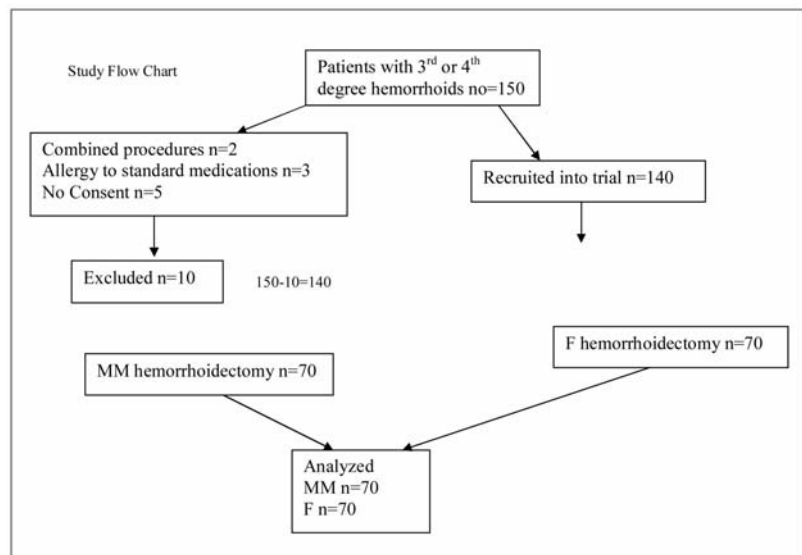 Study Flow Chart
Patients with 3rd or 4th
degree hemorrhoids no=150
Combined procedures n=2
Allergy to standard medications n=3
No Consent n=5
Recruited into trial n=140
Excluded n=10
150-10=140
MM hemorrhoidectomy n=70
F hemorrhoidectomy n=70
Analyzed
MM n=70
F n=70